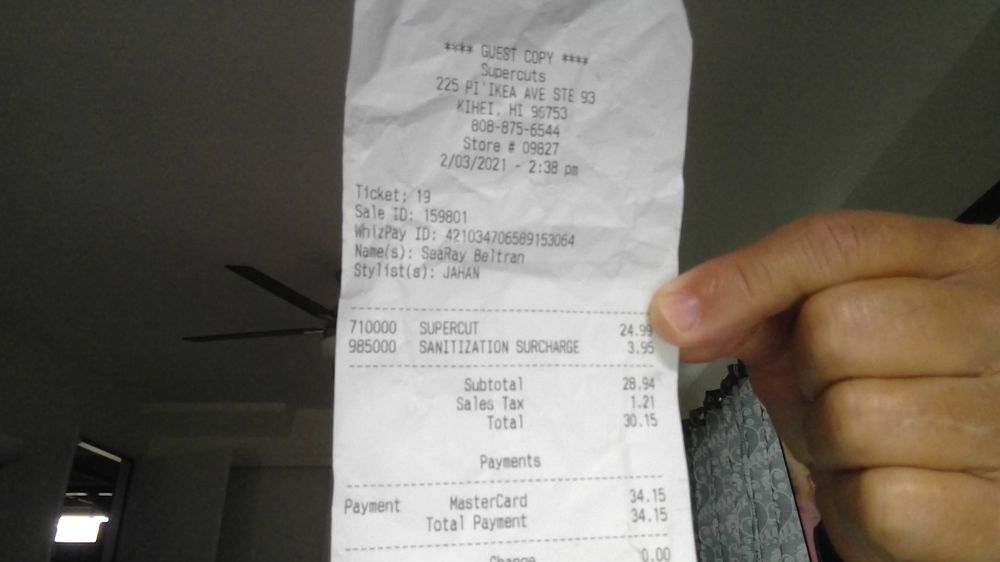 **** GUEST COPY ****
Supercuts
225 PI'IKEA AVE STE 93
KIHEI, HI 96753
808-875-6544
Store # 09827
2/03/2021 - 2:38 pm
Ticket: 19
Sale ID: 159801
WhizPay ID: 421034706589153064
Name(s): SeaRay Beltran
Stylist(s): JAHAN
710000 SUPERCUT 24.99
985000 SANITIZATION SURCHARGE 3.95
Subtotal 28.94
Sales Tax 1.21
Total 30.15
Payments
Payment MasterCard 34.15
Total Payment 34.15
Change 0.00